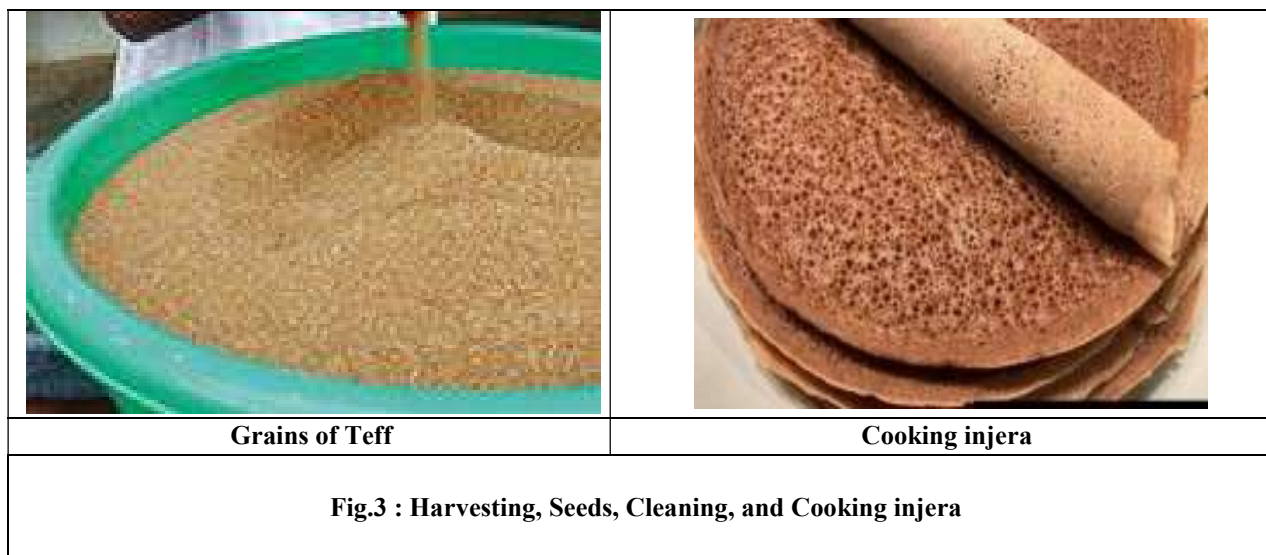 Grains of Teff
Cooking injera
Fig.3 : Harvesting, Seeds, Cleaning, and Cooking injera